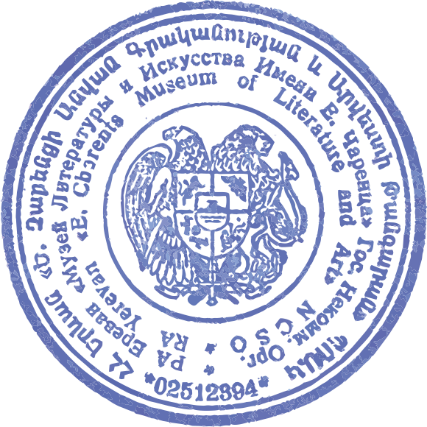 ՀՀ Երևան «Ե. Չարենցի Անվան Գրականության և Արվեստի Թանգարան» ՊՈԱԿ
РА Ереван «Музей Литературы и Искусства Имени Е. Чаренца» Гос. Неком. Орг.
RA Yerevan «E. Charents Museum of Literature and Art» N C S O
*02512394*